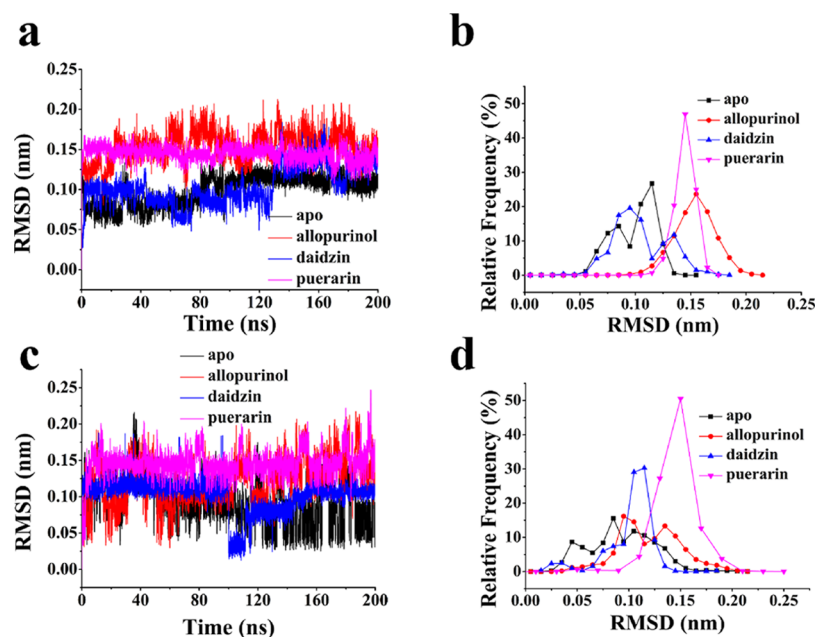 a
RMSD (nm)
0.25
0.20
0.15
0.10
0.05
0.00
apo
allopurinol
daidzin
puerarin
0
40
80
120
160
200
Time (ns)
b
Relative Frequency (%)
50
40
30
20
10
0
apo
allopurinol
daidzin
puerarin
0.00
0.05
0.10
0.15
0.20
0.25
RMSD (nm)
c
apo
allopurinol
daidzin
puerarin
RMSD (nm)
0.25
0.20
0.15
0.10
0.05
0.00
0
40
80
120
160
200
Time (ns)
d
Relative Frequency (%)
50
40
30
20
10
0
apo
allopurinol
daidzin
puerarin
0.00
0.05
0.10
0.15
0.20
0.25
RMSD (nm)